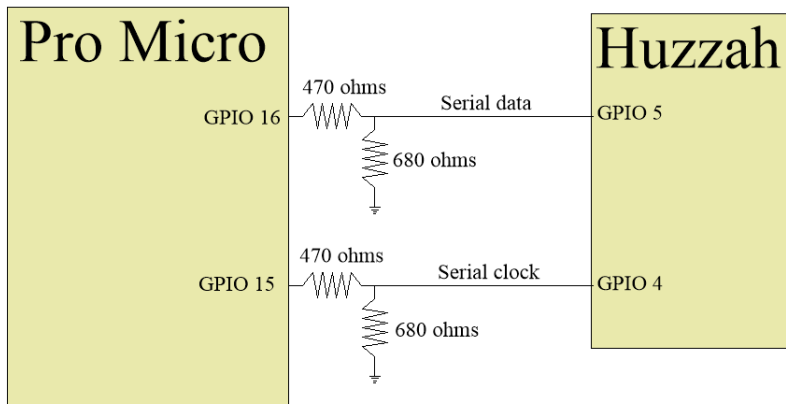 Pro Micro
Huzzah
470 ohms
GPIO 16
Serial data
GPIO 5
680 ohms
470 ohms
GPIO 15
Serial clock
GPIO 4
680 ohms